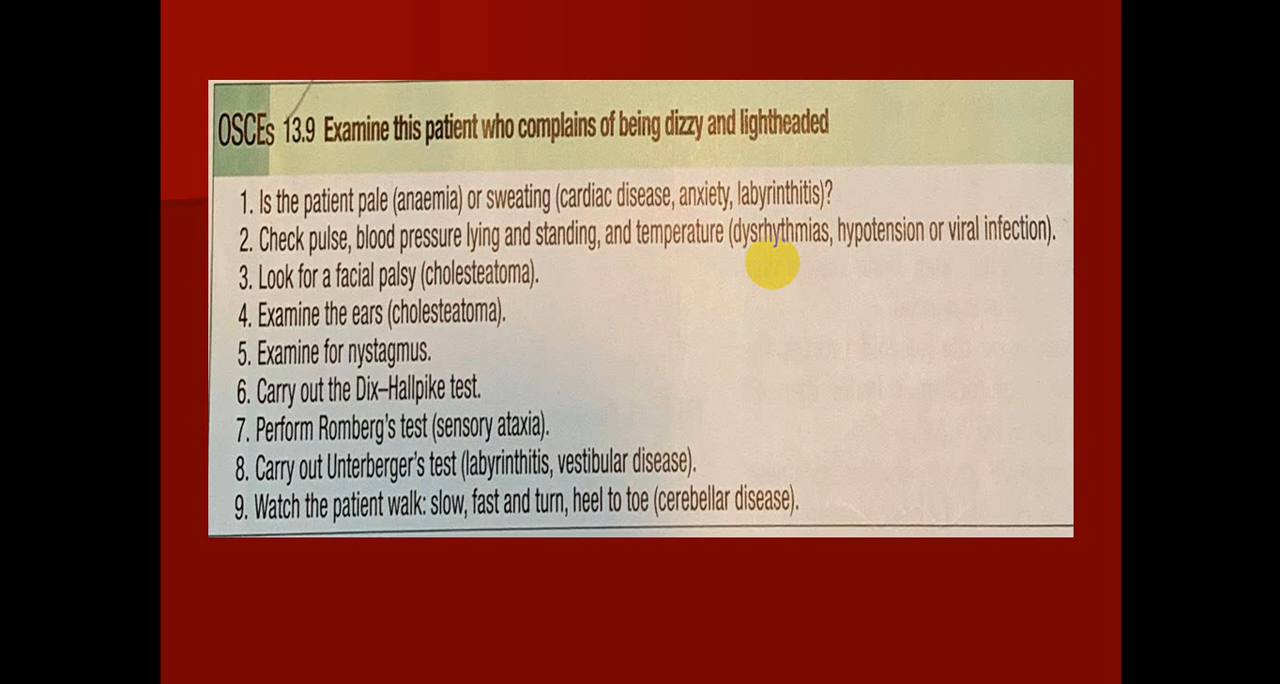 OSCEs 13.9 Examine this patient who complains of being dizzy and lightheaded
1. Is the patient pale (anaemia) or sweating (cardiac disease, anxiety, labyrinthitis)?
2. Check pulse, blood pressure lying and standing, and temperature (dysrhythmias, hypotension or viral infection).
3. Look for a facial palsy (cholesteatoma).
4. Examine the ears (cholesteatoma).
5. Examine for nystagmus.
6. Carry out the Dix–Hallpike test.
7. Perform Romberg's test (sensory ataxia).
8. Carry out Unterberger's test (labyrinthitis, vestibular disease).
9. Watch the patient walk: slow, fast and turn, heel to toe (cerebellar disease).